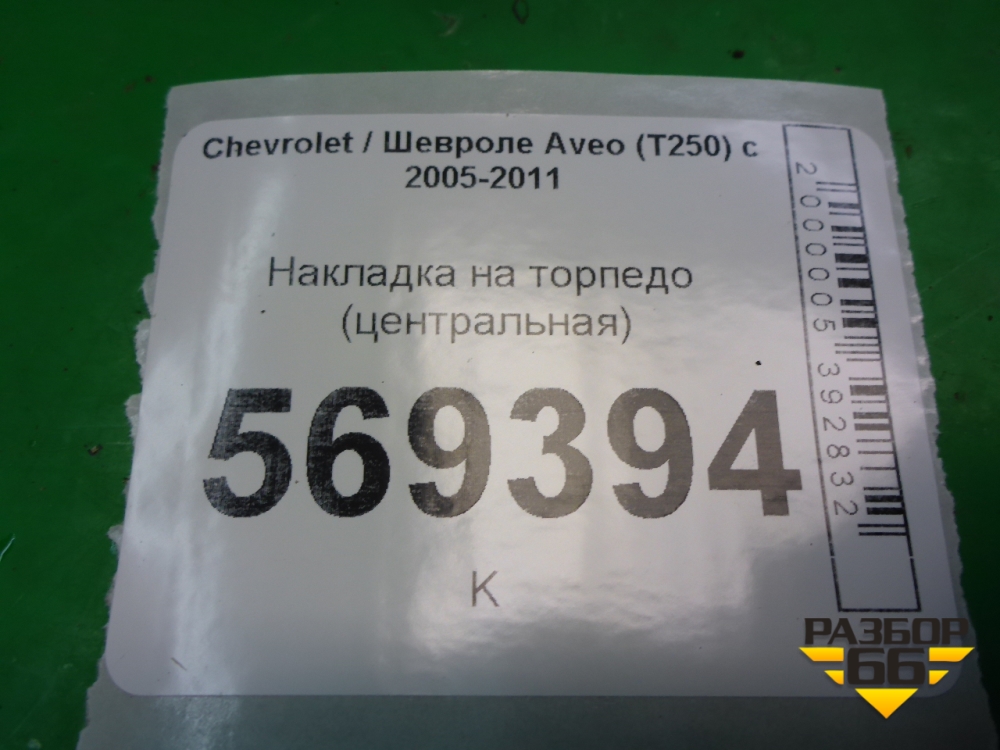 Chevrolet / Шевроле Aveo (T250) с
2005-2011
Накладка на торпедо
(центральная)
569394
К
2000005392832
РАЗБОР
66